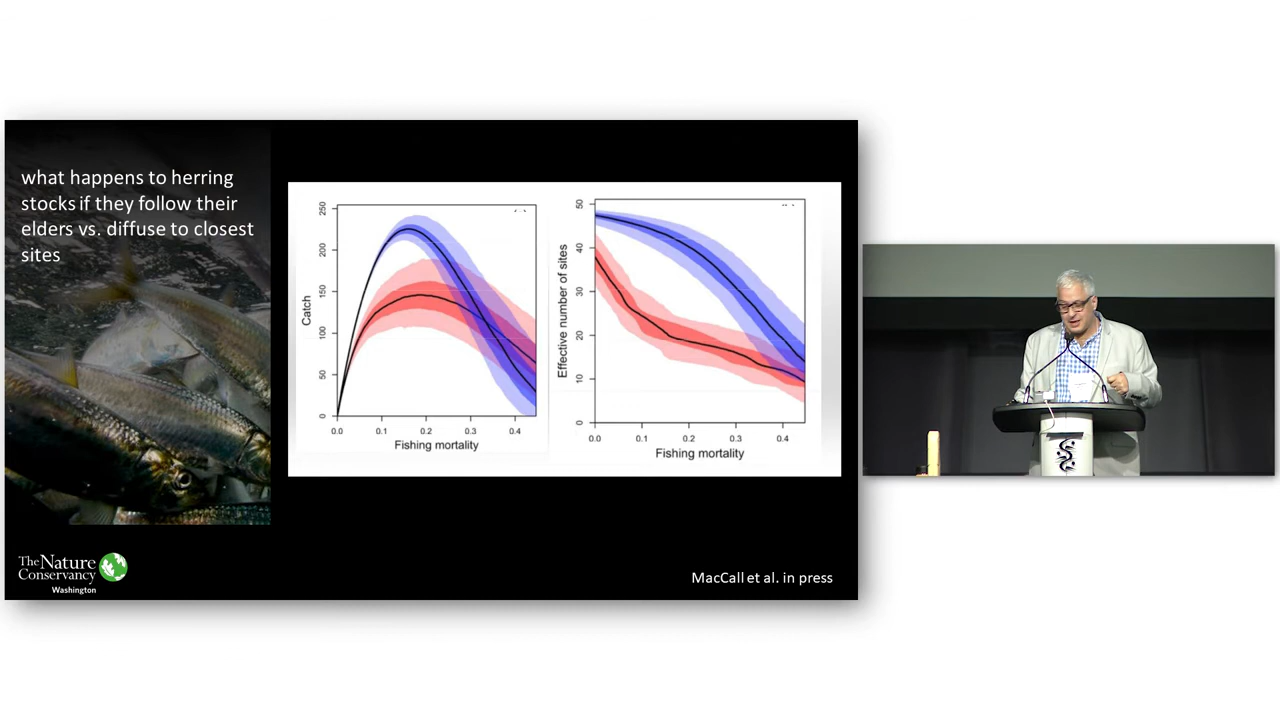 what happens to herring
stocks if they follow their
elders vs. diffuse to closest
sites
250
200
150
100
50
0
Catch
0.0 0.1 0.2 0.3 0.4
Fishing mortality
50
40
30
20
10
0
Effective number of sites
0.0 0.1 0.2 0.3 0.4
Fishing mortality
The Nature
Conservancy
Washington
MacCall et al. in press